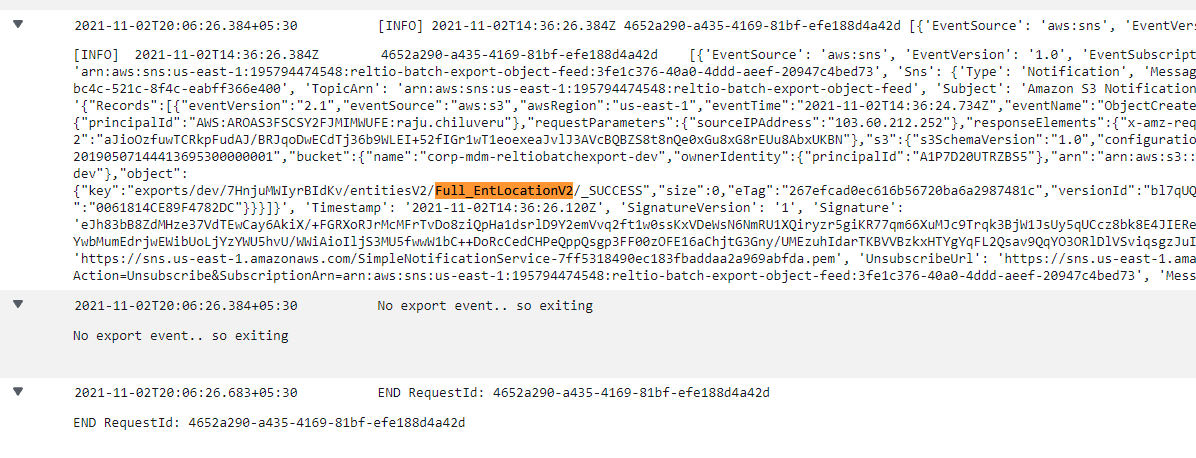 2021-11-02T20:06:26.384+05:30 [INFO] 2021-11-02T14:36:26.384Z 4652a290-a435-4169-81bf-efe188d4a42d [{'EventSource': 'aws:sns', 'EventVers
[INFO] 2021-11-02T14:36:26.384Z 4652a290-a435-4169-81bf-efe188d4a42d [{'EventSource': 'aws:sns', 'EventVersion': '1.0', 'EventSubscript
'arn:aws:sns:us-east-1:195794474548:reltio-batch-export-object-feed:3fe1c376-40a0-4ddd-aeef-20947c4bed73', 'Sns': {'Type': 'Notification', 'Messag
bc4c-521c-8f4c-eabff366e400', 'TopicArn': 'arn:aws:sns:us-east-1:195794474548:reltio-batch-export-object-feed', 'Subject': 'Amazon S3 Notification
'{"Records":[{"eventVersion":"2.1","eventSource":"aws:s3","awsRegion":"us-east-1","eventTime":"2021-11-02T14:36:24.734Z","eventName":"ObjectCreate
{"principalId":"AWS:AROAS3FSCSY2FJMIMWUFE:raju.chiluveru"},"requestParameters":{"sourceIPAddress":"103.60.212.252"},"responseElements":{"x-amz-req
2":"aJioOzfuwTCRkpFudAJ/BRJqoDwECdTj36b9WLEI+52fIGr1wT1eoexeaJvlJ3AVcBQBZS8t8nQe0xGu8xG8rEUu8AbxUKBN"},"s3":{"s3SchemaVersion":"1.0","configuratio
20190507144413695300000001","bucket":{"name":"corp-mdm-reltiobatchexport-dev","ownerIdentity":{"principalId":"A1P7D20UTRZBS5"},"arn":"arn:aws:s3::
dev"},"object":
{"key":"exports/dev/7HnjuMWIyrBIdKv/entitiesV2/Full_EntLocationV2/_SUCCESS","size":0,"eTag":"267efcad0ec616b56720ba6a2987481c","versionId":"bl7qUQ
":"0061814CE89F4782DC"}}}]}', 'Timestamp': '2021-11-02T14:36:26.120Z', 'SignatureVersion': '1', 'Signature':
'eJh83bB8ZdMHze37VdTEwCay6AkiX/+FGRXoRJrMcMFrTvDo8ziQpHa1dsrlD9Y2emVvq2ft1w0ssKxVDeWsN6NmRU1XQiryzr5giKR77qm66XuMJc9Trqk3BjW1JsUy5qUCcz8bk8E4JIERe
YwbMumEdrjwEWibUoLjYzYWU5hvU/WWiAioIljS3MU5fwwW1bC++DoRcCedCHPeQppQsgp3FF00zOFE16aChjtG3Gny/UMEzuhIdarTKBVVBzkxHTYgYqFL2Qsav9QqYO3ORlDlVSviqsgzJuI
'https://sns.us-east-1.amazonaws.com/SimpleNotificationService-7ff5318490ec183fbaddaa2a969abfda.pem', 'UnsubscribeUrl': 'https://sns.us-east-1.ama
Action=Unsubscribe&SubscriptionArn=arn:aws:sns:us-east-1:195794474548:reltio-batch-export-object-feed:3fe1c376-40a0-4ddd-aeef-20947c4bed73', 'Mess
2021-11-02T20:06:26.384+05:30 No export event.. so exiting
No export event.. so exiting
2021-11-02T20:06:26.683+05:30 END RequestId: 4652a290-a435-4169-81bf-efe188d4a42d
END RequestId: 4652a290-a435-4169-81bf-efe188d4a42d